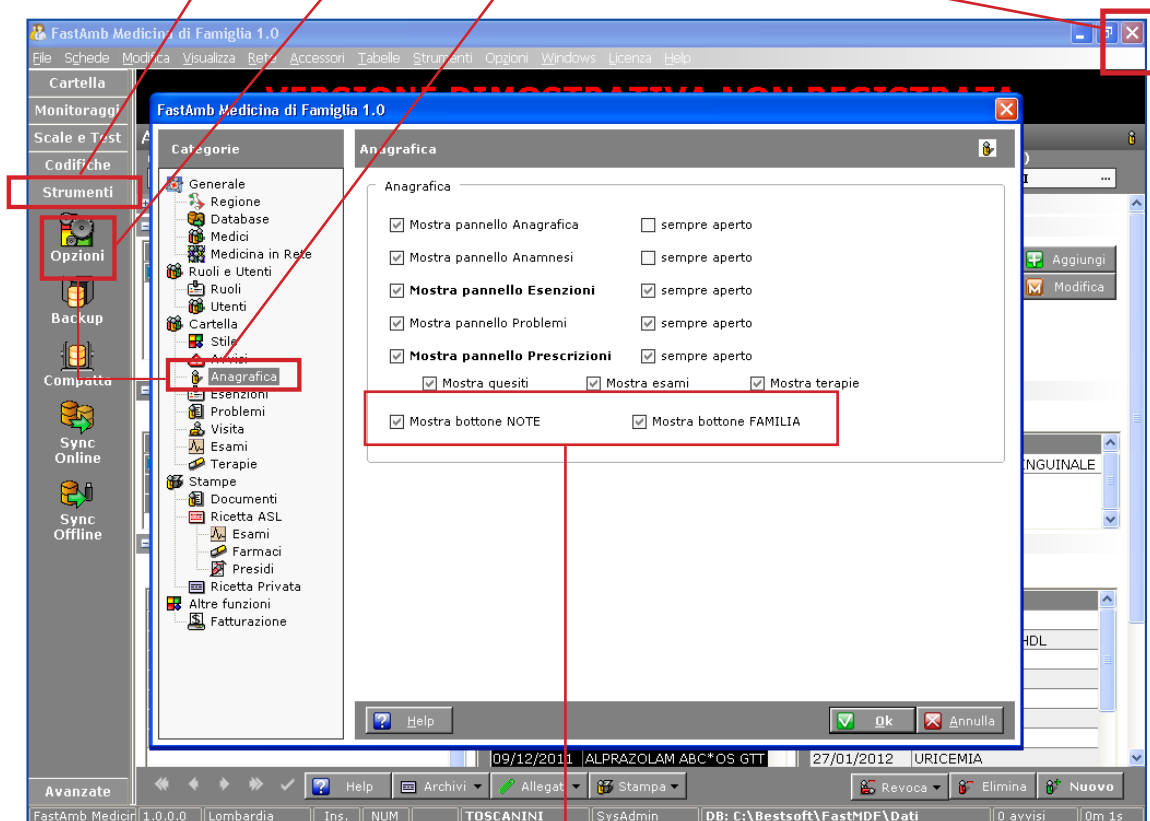 FastAmb Medicina di Famiglia 1.0
File Schede Modifica Visualizza Rete Accessori Tabelle Strumenti Opzioni Windows Licenza Help
VERSIONE DIMOSTRATIVA NON REGISTRATA
Cartella
Monitoraggi
Scale e Test
Codifiche
Strumenti
Opzioni
Backup
Compatta
Sync
Online
Sync
Offline
Avanzate
FastAmb Medicina di Famiglia 1.0
Categorie
Generale
Regione
Database
Medici
Medicina in Rete
Ruoli e Utenti
Ruoli
Utenti
Cartella
Stile
Avvisi
Anagrafica
Esenzioni
Problemi
Visita
Esami
Terapie
Stampe
Documenti
Ricetta ASL
Esami
Farmaci
Presidi
Ricetta Privata
Altre funzioni
Fatturazione
Anagrafica
Anagrafica
Mostra pannello Anagrafica sempre aperto
Mostra pannello Anamnesi sempre aperto
Mostra pannello Esenzioni sempre aperto
Mostra pannello Problemi sempre aperto
Mostra pannello Prescrizioni sempre aperto
Mostra quesiti Mostra esami Mostra terapie
Mostra bottone NOTE Mostra bottone FAMILIA
Help Ok Annulla
Aggiungi
Modifica
NGUINALE
HDL
09/12/2011 ALPRAZOLAM ABC*OS GTT 27/01/2012 URICEMIA
Help Archivi Allegat Stampa Revoca Elimina Nuovo
FastAmb Medicin 1.0.0.0 Lombardia Ins. NUM TOSCANINI SysAdmin DB: C:\Bestsoft\FastMDF\Dati 0 avvisi 0m 1s